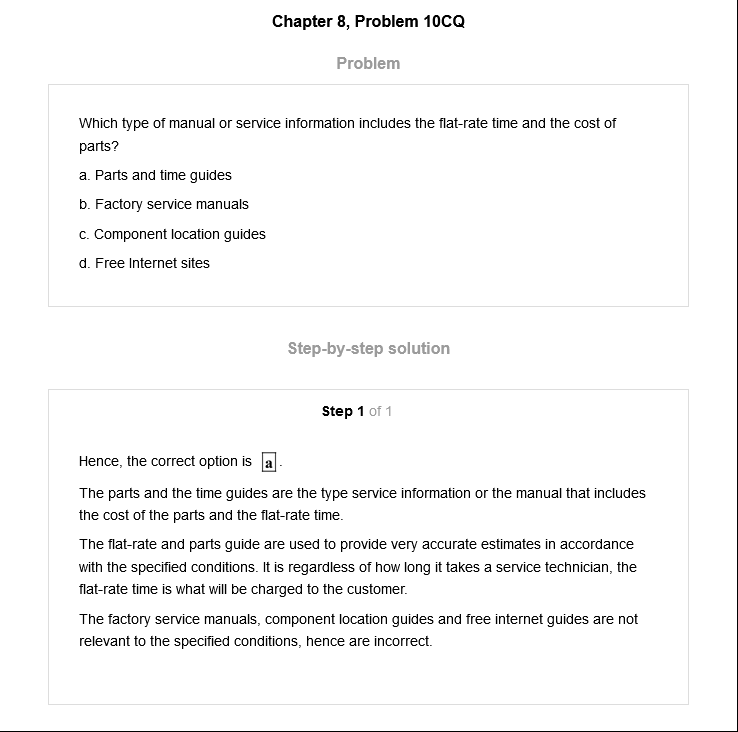 Chapter 8, Problem 10CQ
Problem
Which type of manual or service information includes the flat-rate time and the cost of
parts?
a. Parts and time guides
b. Factory service manuals
c. Component location guides
d. Free Internet sites
Step-by-step solution
Step 1 of 1
Hence, the correct option is a .
The parts and the time guides are the type service information or the manual that includes
the cost of the parts and the flat-rate time.
The flat-rate and parts guide are used to provide very accurate estimates in accordance
with the specified conditions. It is regardless of how long it takes a service technician, the
flat-rate time is what will be charged to the customer.
The factory service manuals, component location guides and free internet guides are not
relevant to the specified conditions, hence are incorrect.